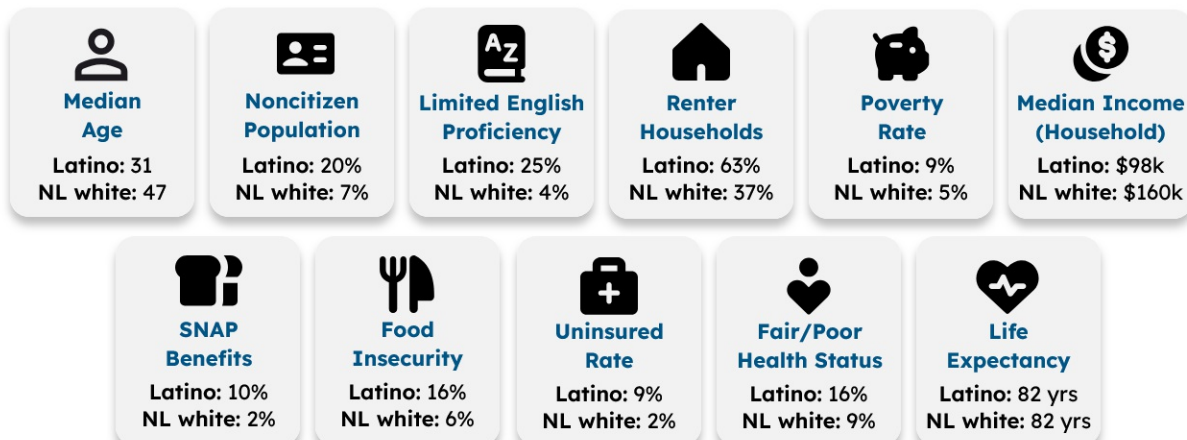 Median
Age
Latino: 31
NL white: 47
Noncitizen
Population
Latino: 20%
NL white: 7%
AZ
Limited English
Proficiency
Latino: 25%
NL white: 4%
Renter
Households
Latino: 63%
NL white: 37%
Poverty
Rate
Latino: 9%
NL white: 5%
$
Median Income
(Household)
Latino: $98k
NL white: $160k
SNAP
Benefits
Latino: 10%
NL white: 2%
Food
Insecurity
Latino: 16%
NL white: 6%
Uninsured
Rate
Latino: 9%
NL white: 2%
Fair/Poor
Health Status
Latino: 16%
NL white: 9%
Life
Expectancy
Latino: 82 yrs
NL white: 82 yrs